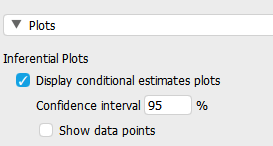 Plots
Inferential Plots
Display conditional estimates plots
Confidence interval 95 %
Show data points